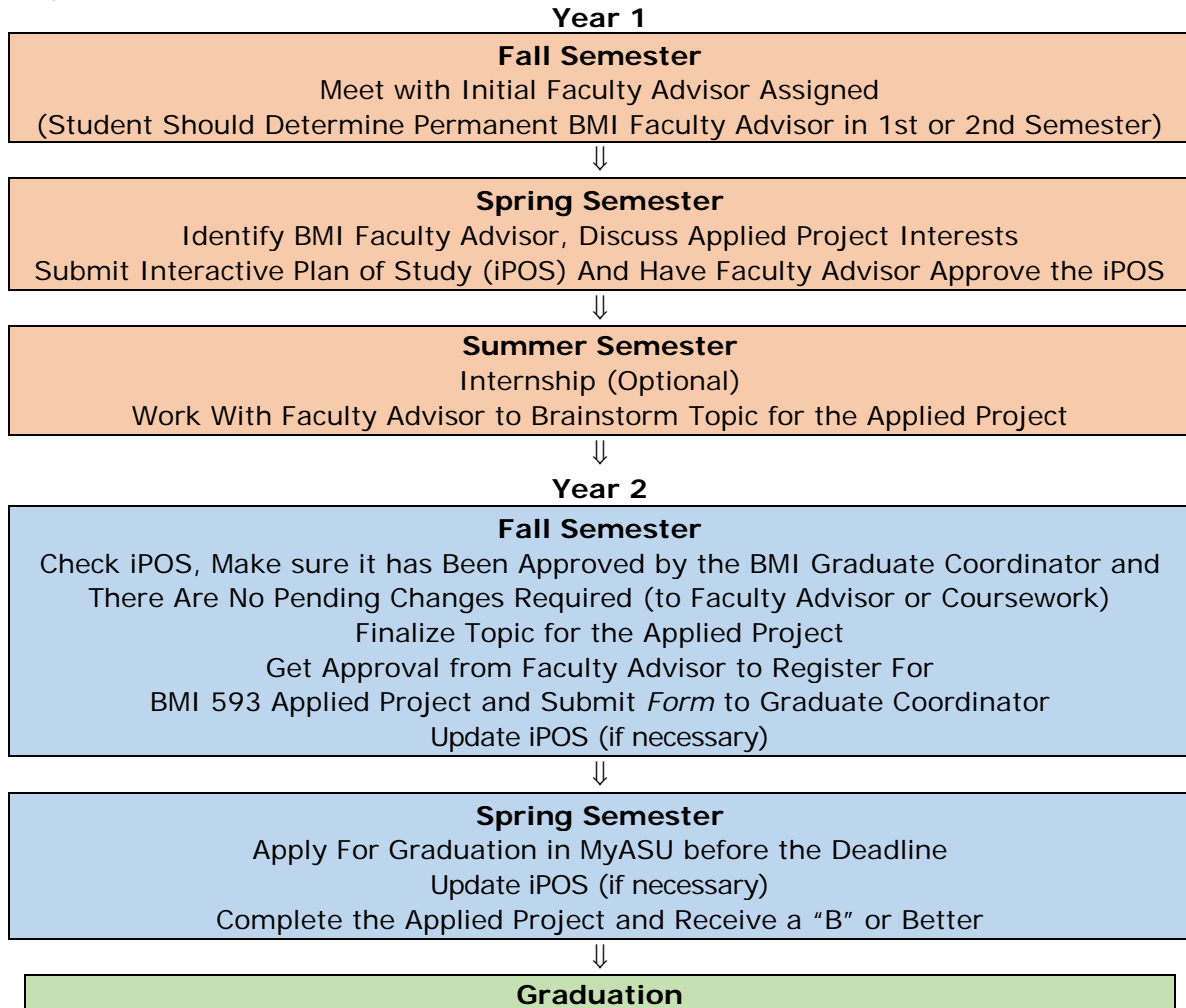 Year 1
Fall Semester
Meet with Initial Faculty Advisor Assigned
(Student Should Determine Permanent BMI Faculty Advisor in 1st or 2nd Semester)
⇓
Spring Semester
Identify BMI Faculty Advisor, Discuss Applied Project Interests
Submit Interactive Plan of Study (iPOS) And Have Faculty Advisor Approve the iPOS
⇓
Summer Semester
Internship (Optional)
Work With Faculty Advisor to Brainstorm Topic for the Applied Project
⇓
Year 2
Fall Semester
Check iPOS, Make sure it has Been Approved by the BMI Graduate Coordinator and
There Are No Pending Changes Required (to Faculty Advisor or Coursework)
Finalize Topic for the Applied Project
Get Approval from Faculty Advisor to Register For
BMI 593 Applied Project and Submit Form to Graduate Coordinator
Update iPOS (if necessary)
⇓
Spring Semester
Apply For Graduation in MyASU before the Deadline
Update iPOS (if necessary)
Complete the Applied Project and Receive a “B” or Better
⇓
Graduation